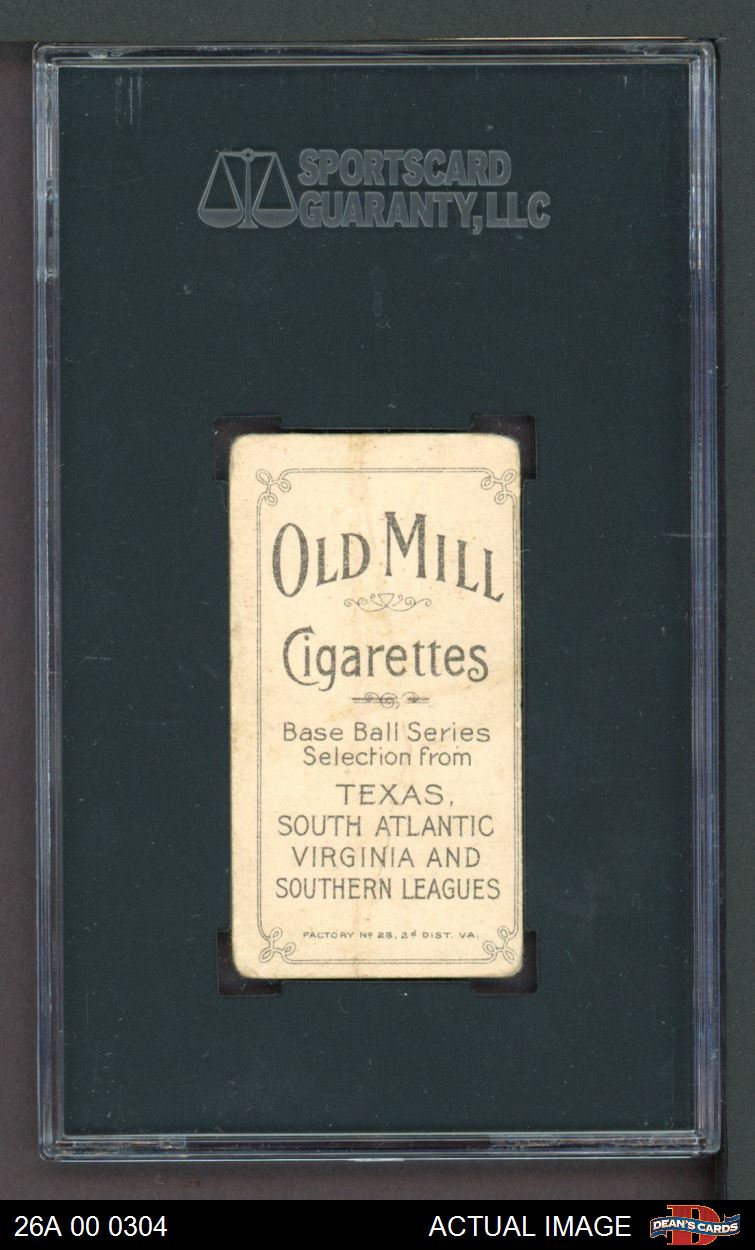 SPORTSCARD
GUARANTY, LLC
OLD MILL
Cigarettes
Base Ball Series
Selection from
TEXAS,
SOUTH ATLANTIC
VIRGINIA AND
SOUTHERN LEAGUES
FACTORY Nº 25, 2d DIST. VA.
26A 00 0304
ACTUAL IMAGE
DEAN'S CARDS